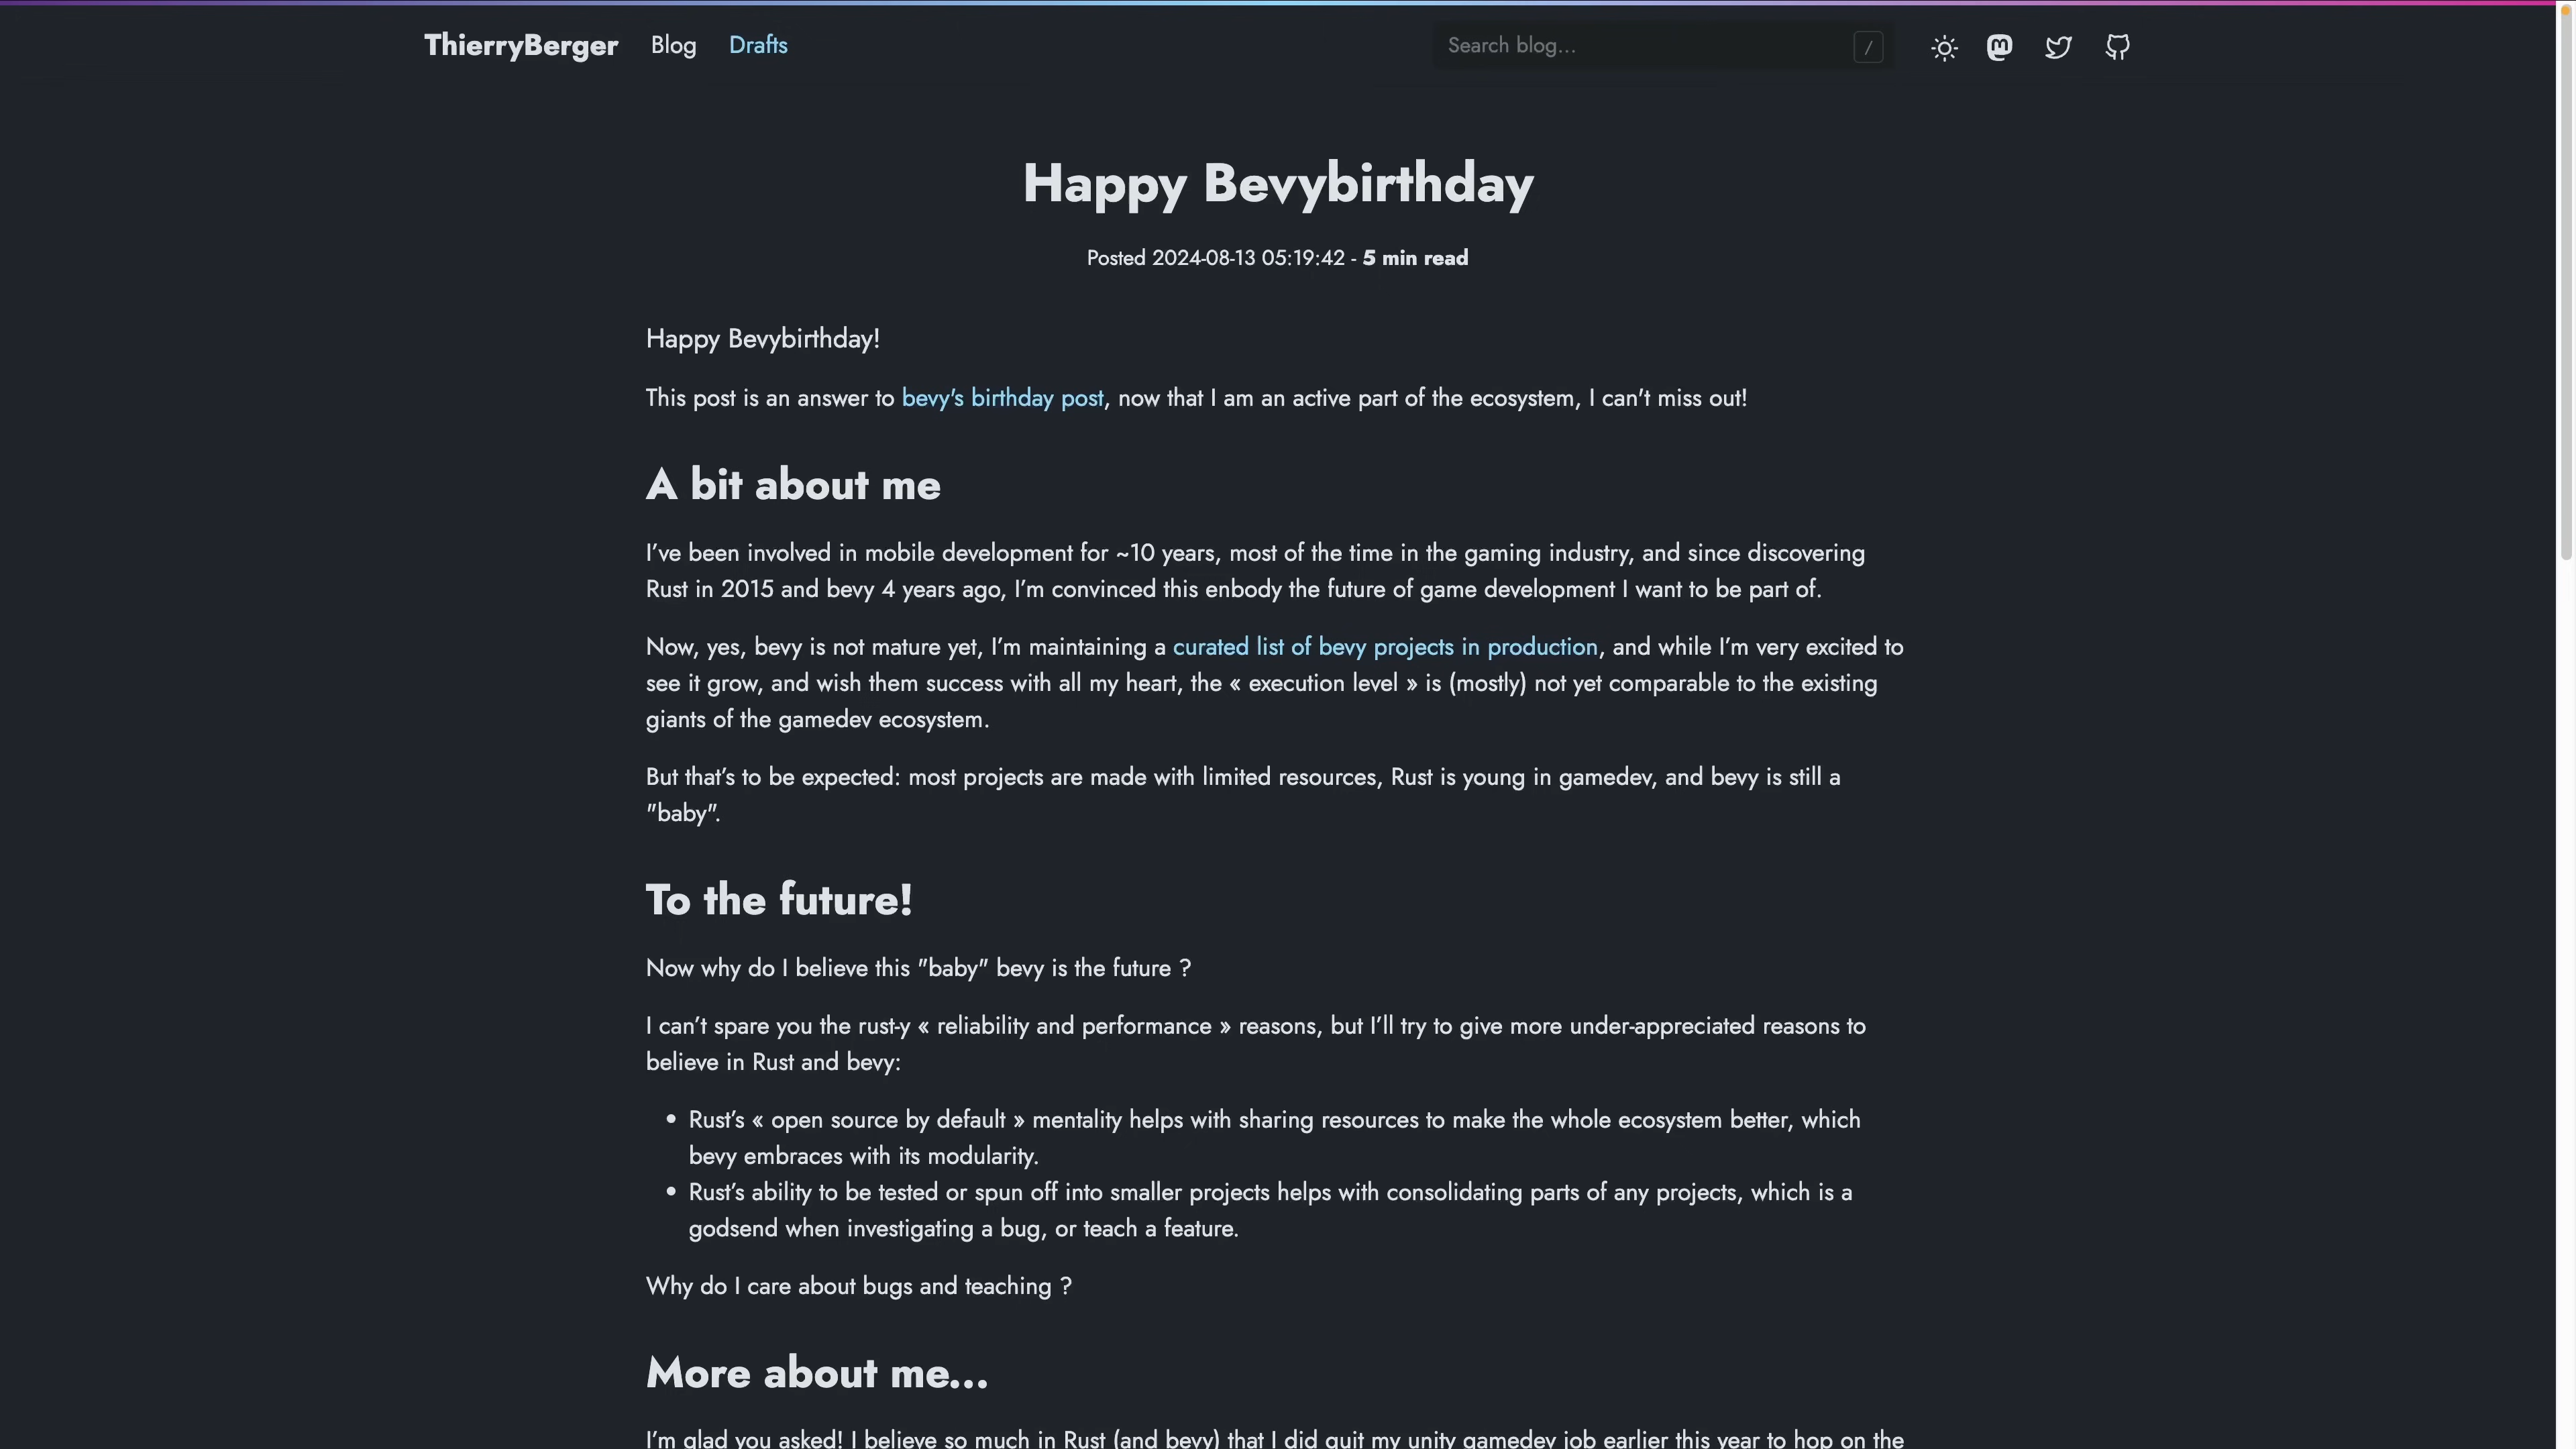 ThierryBerger Blog Drafts Search blog... /
Happy Bevybirthday
Posted 2024-08-13 05:19:42 - 5 min read
Happy Bevybirthday!
This post is an answer to bevy's birthday post, now that I am an active part of the ecosystem, I can't miss out!
A bit about me
I’ve been involved in mobile development for ~10 years, most of the time in the gaming industry, and since discovering
Rust in 2015 and bevy 4 years ago, I’m convinced this enbody the future of game development I want to be part of.
Now, yes, bevy is not mature yet, I’m maintaining a curated list of bevy projects in production, and while I’m very excited to
see it grow, and wish them success with all my heart, the « execution level » is (mostly) not yet comparable to the existing
giants of the gamedev ecosystem.
But that’s to be expected: most projects are made with limited resources, Rust is young in gamedev, and bevy is still a
"baby".
To the future!
Now why do I believe this "baby" bevy is the future ?
I can’t spare you the rust-y « reliability and performance » reasons, but I’ll try to give more under-appreciated reasons to
believe in Rust and bevy:
• Rust’s « open source by default » mentality helps with sharing resources to make the whole ecosystem better, which
bevy embraces with its modularity.
• Rust’s ability to be tested or spun off into smaller projects helps with consolidating parts of any projects, which is a
godsend when investigating a bug, or teach a feature.
Why do I care about bugs and teaching ?
More about me...
I’m glad you asked! I believe so much in Rust (and bevy) that I did quit my unity gamedev job earlier this year to hop on the